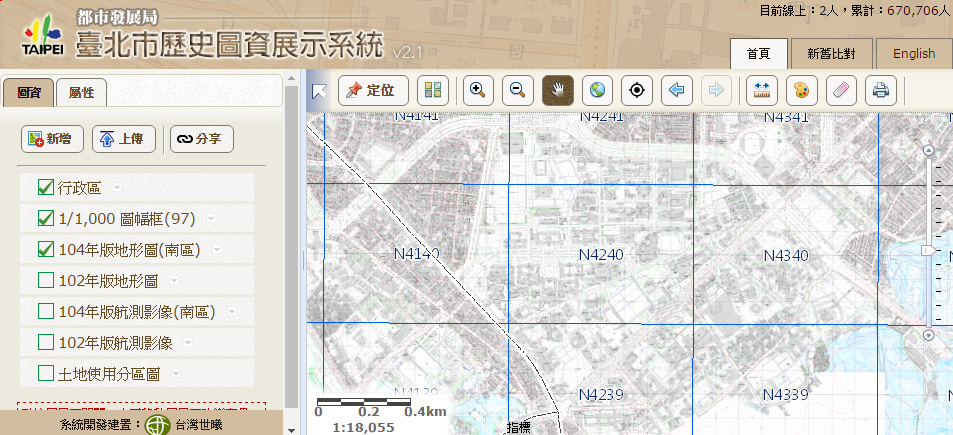 目前線上：2人，累計：670,706人
都市發展局
TAIPEI
臺北市歷史圖資展示系統 v2.1
首頁 新舊比對 English
圖資 屬性
定位
新增 上傳 分享
行政區
1/1,000 圖幅框(97)
104年版地形圖(南區)
102年版地形圖
104年版航測影像(南區)
102年版航測影像
土地使用分區圖
系統開發建置： 台灣世曦
N4141 N4241 N4341
N4140 N4240 N4340
N4139 N4239 N4339
0 0.2 0.4km
1:18,055
指標